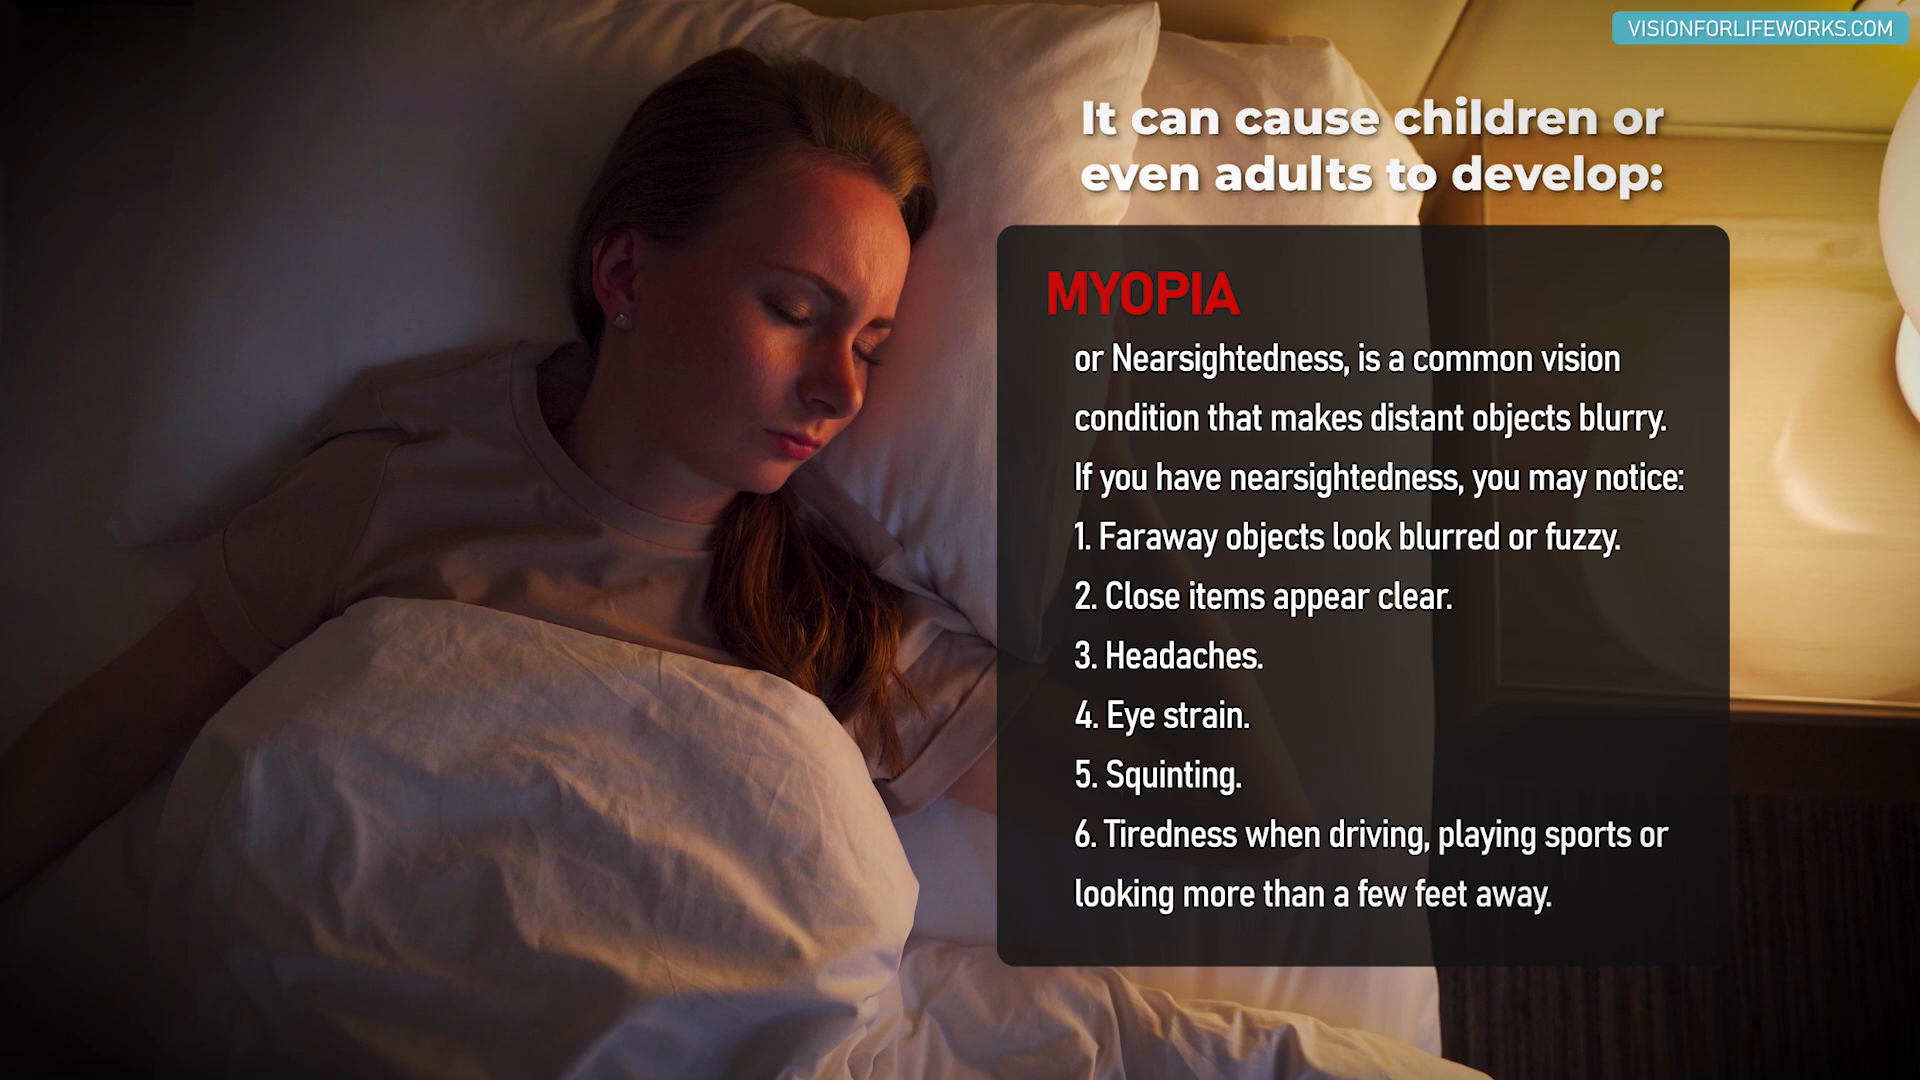 VISIONFORLIFEWORKS.COM
It can cause children or
even adults to develop:
MYOPIA
or Nearsightedness, is a common vision
condition that makes distant objects blurry.
If you have nearsightedness, you may notice:
1. Faraway objects look blurred or fuzzy.
2. Close items appear clear.
3. Headaches.
4. Eye strain.
5. Squinting.
6. Tiredness when driving, playing sports or
looking more than a few feet away.